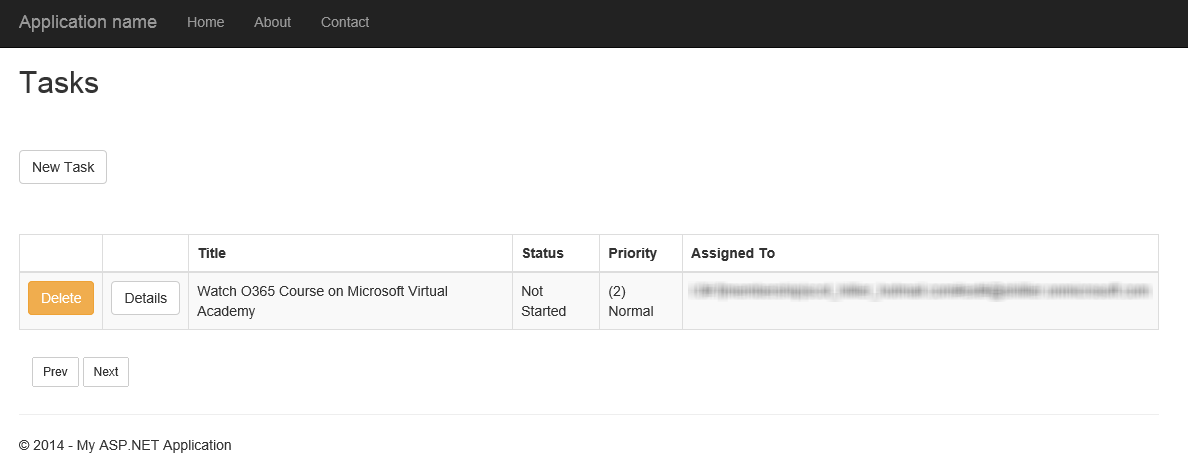 Application name Home About Contact
Tasks
New Task
Title Status Priority Assigned To
Delete Details Watch O365 Course on Microsoft Virtual Not (2)
Academy Started Normal
Prev Next
© 2014 - My ASP.NET Application